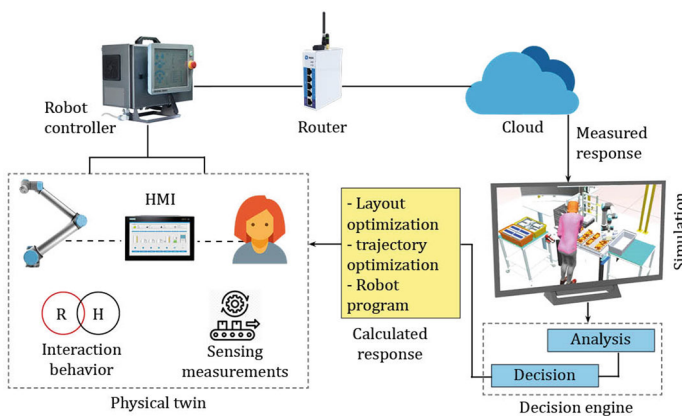 Robot
controller
Router
Cloud
Measured
response
Simulation
HMI
- Layout
optimization
- trajectory
optimization
- Robot
program
Calculated
response
R H
Interaction
behavior
Sensing
measurements
Physical twin
Analysis
Decision
Decision engine